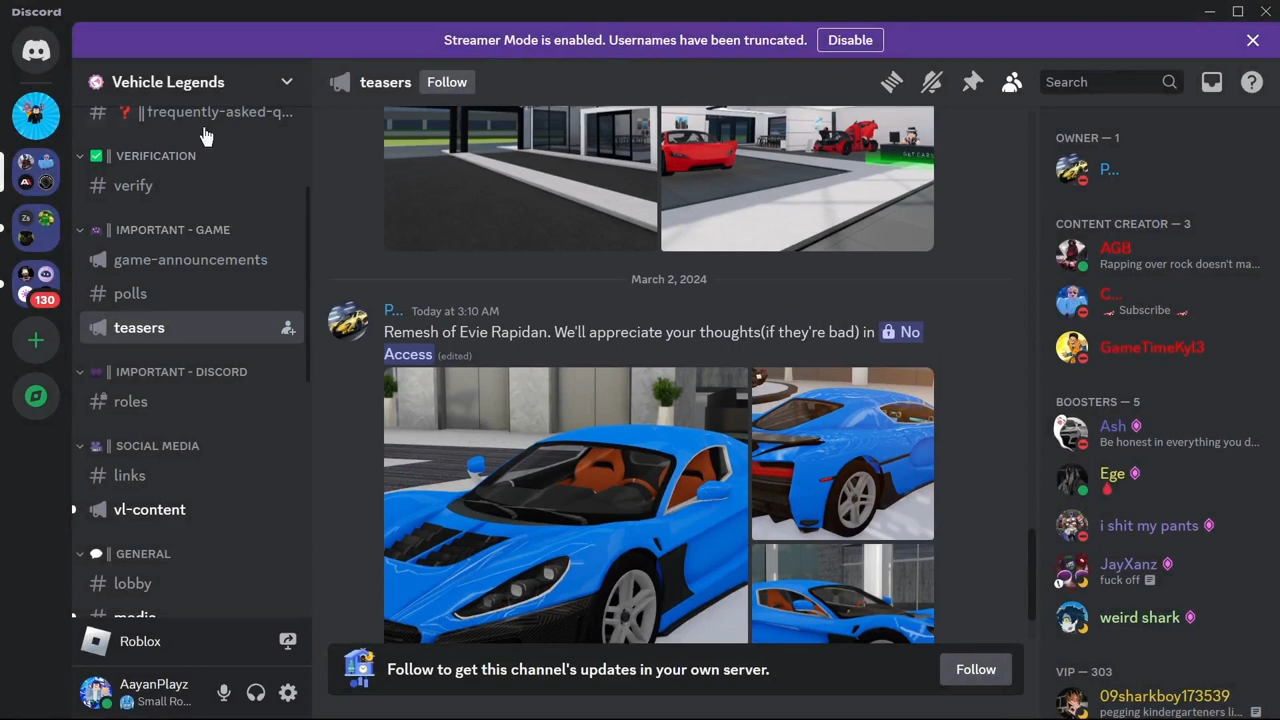 Discord
Streamer Mode is enabled. Usernames have been truncated.
Disable
Vehicle Legends
# ❓ ||frequently-asked-q...
✅ || VERIFICATION
# verify
|| IMPORTANT - GAME
game-announcements
polls
teasers
|| IMPORTANT - DISCORD
roles
|| SOCIAL MEDIA
links
vl-content
|| GENERAL
lobby
media
Roblox
AayanPlayz
Small Ro...
130
teasers
Follow
Search
March 2, 2024
P... Today at 3:10 AM
Remesh of Evie Rapidan. We'll appreciate your thoughts(if they're bad) in No
Access (edited)
Follow to get this channel's updates in your own server.
Follow
OWNER — 1
P...
CONTENT CREATOR — 3
AGB
Rapping over rock doesn't ma...
C...
Subscribe
GameTimeKyl3
BOOSTERS — 5
Ash
Be honest in everything you d...
Ege
i shit my pants
JayXanz
fuck off
weird shark
VIP — 303
09sharkboy173539
pegging kindergarteners li...